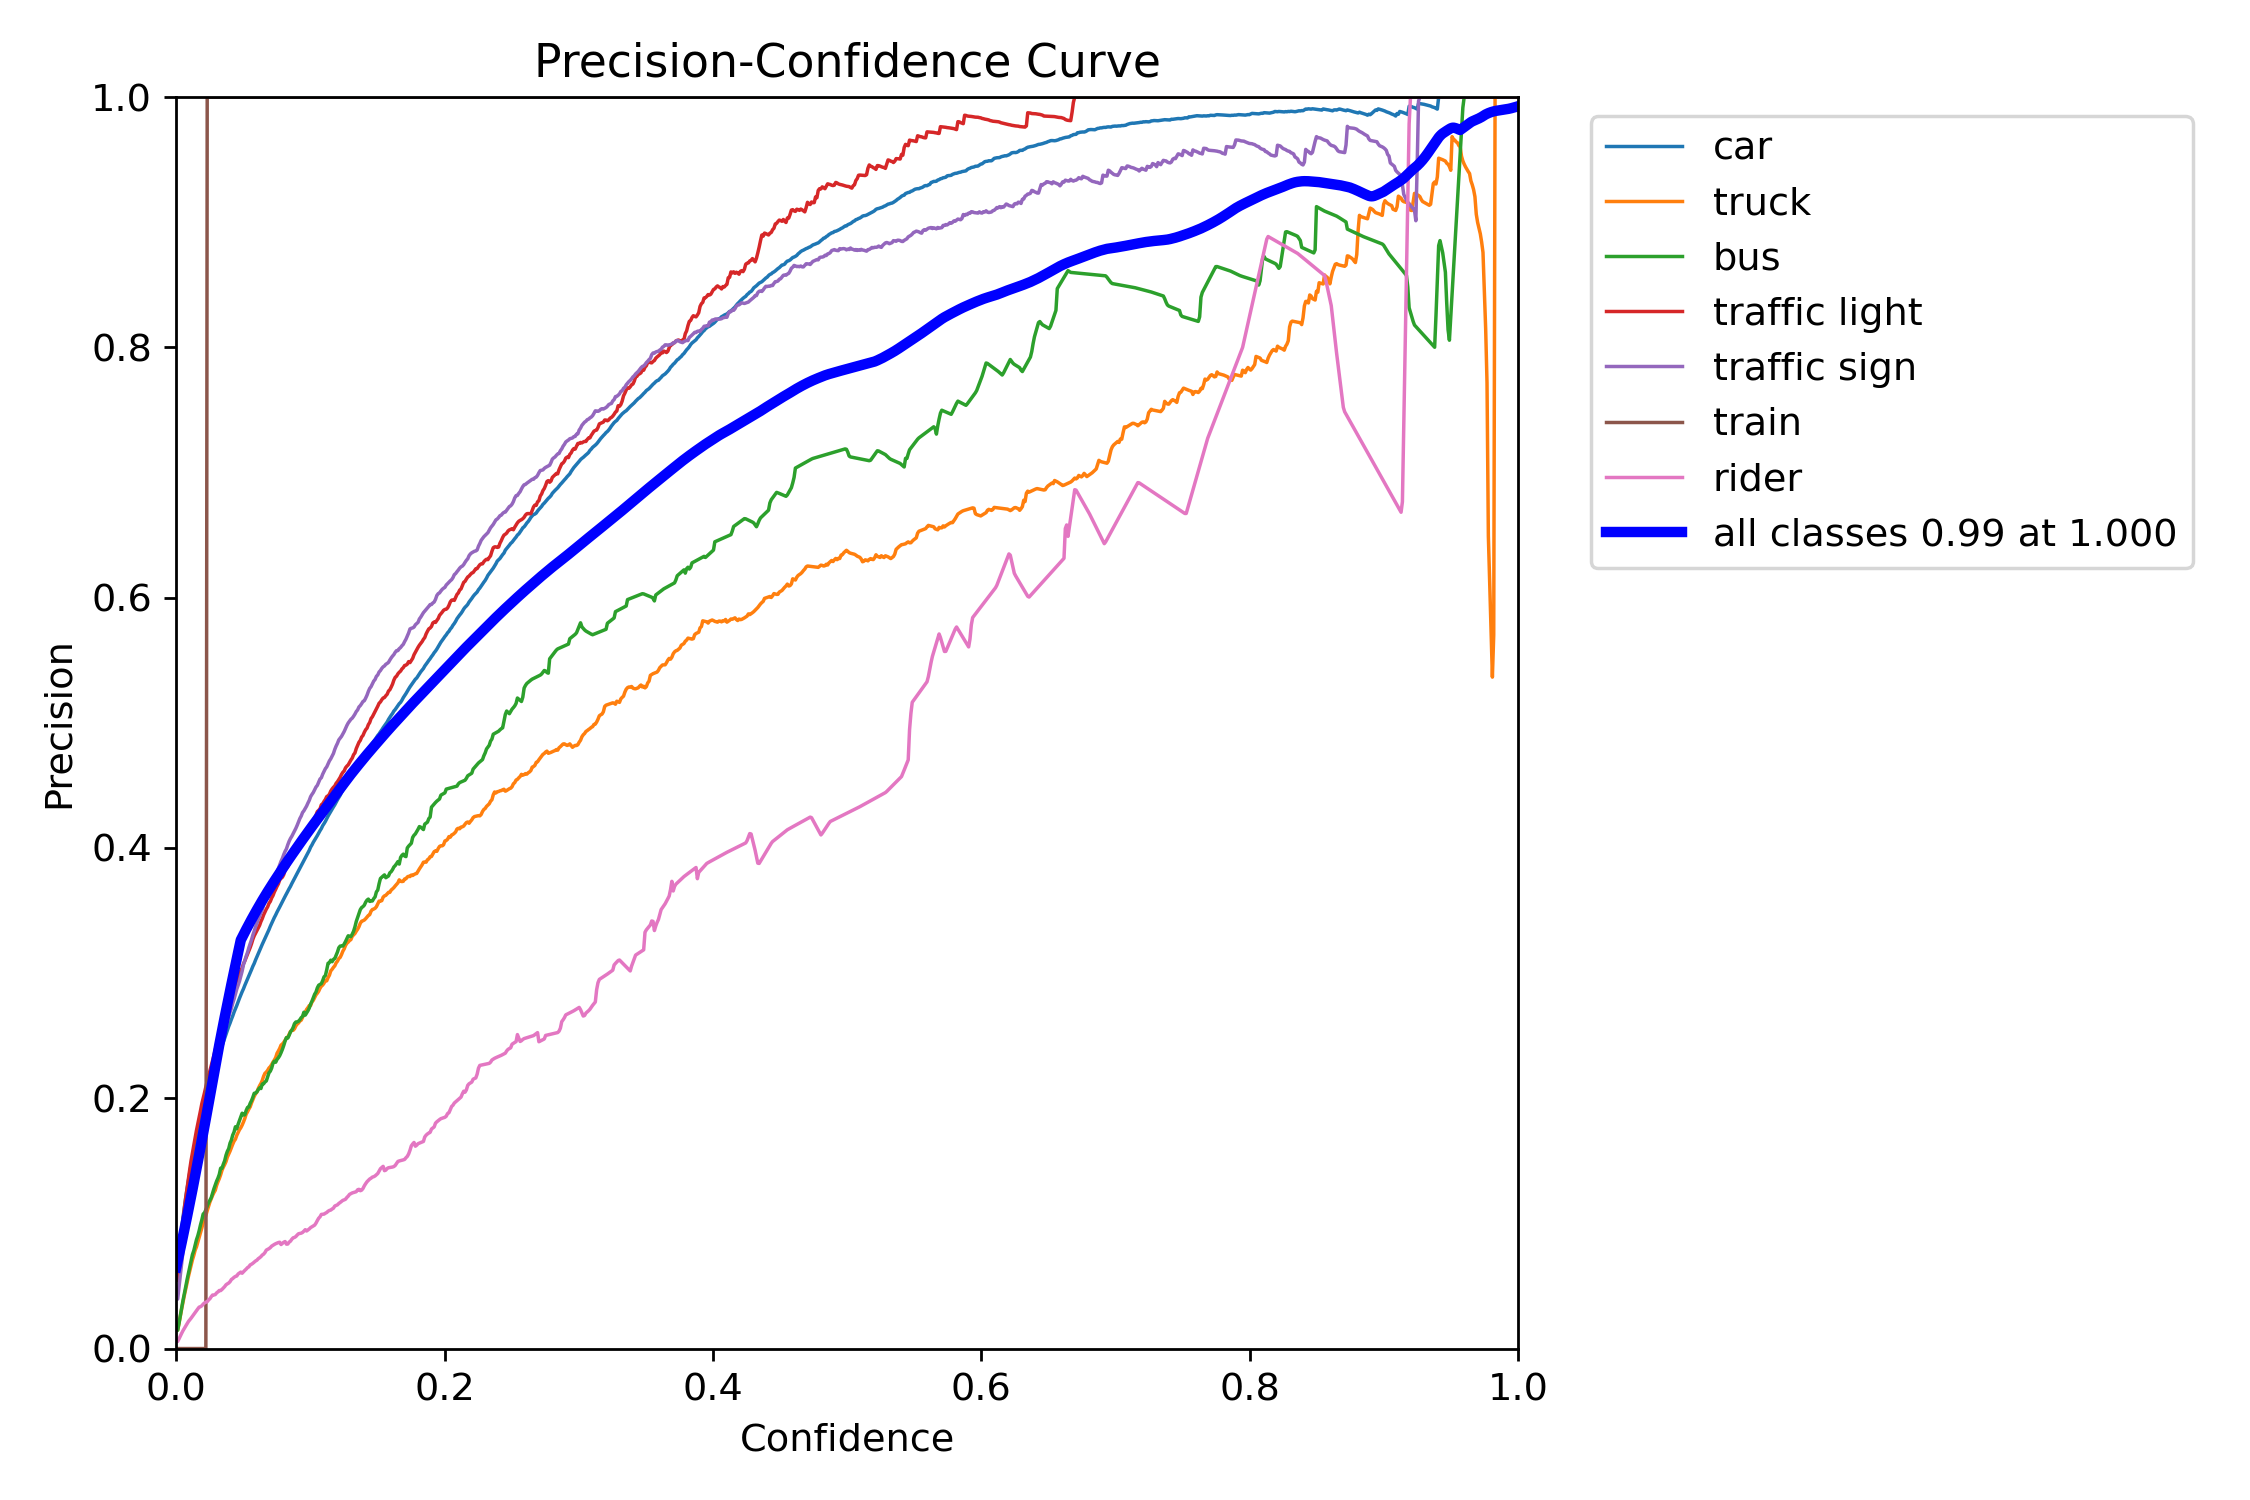 Precision-Confidence Curve
1.0
0.8
0.6
0.4
0.2
0.0
Precision
0.0 0.2 0.4 0.6 0.8 1.0
Confidence
car
truck
bus
traffic light
traffic sign
train
rider
all classes 0.99 at 1.000